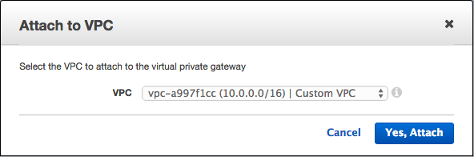 Attach to VPC
Select the VPC to attach to the virtual private gateway
VPC vpc-a997f1cc (10.0.0.0/16) | Custom VPC
Cancel Yes, Attach